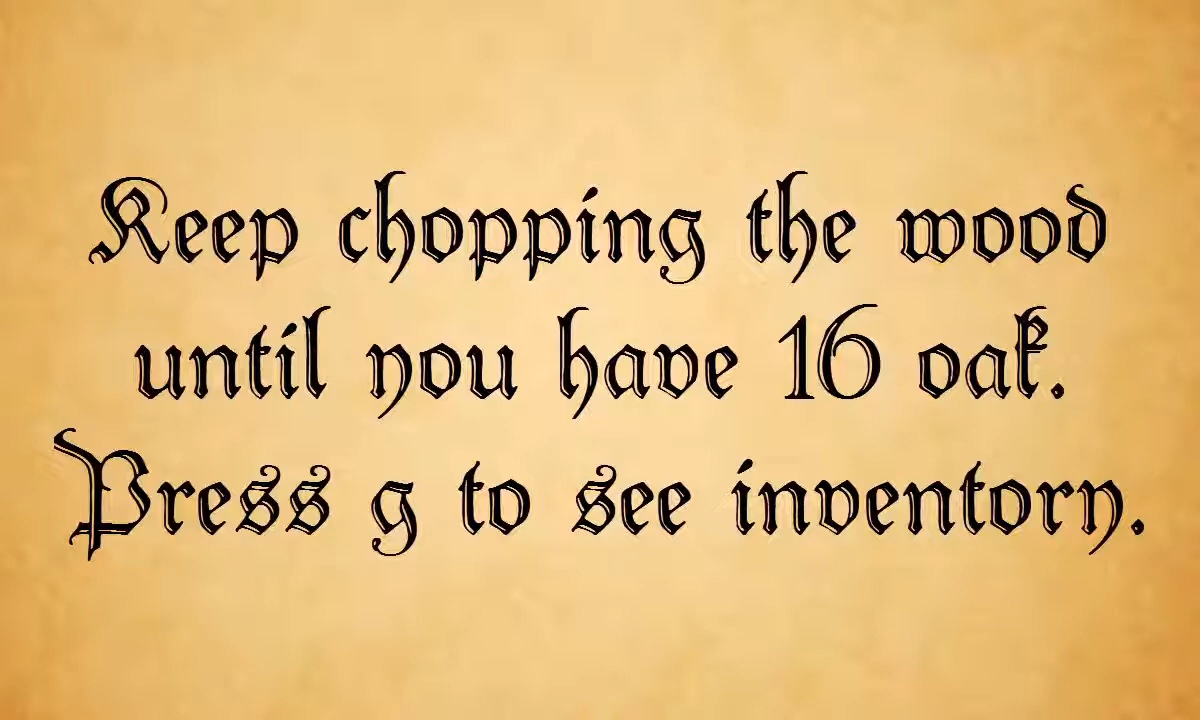 Keep chopping the wood
until you have 16 oak.
Press g to see inventory.